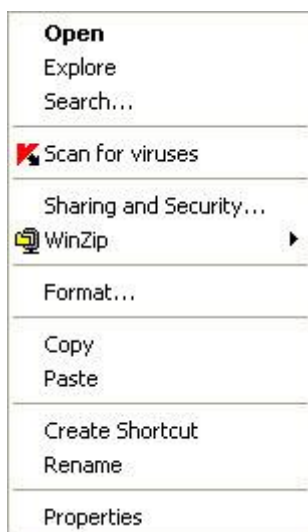 Open
Explore
Search...
Scan for viruses
Sharing and Security...
WinZip
Format...
Copy
Paste
Create Shortcut
Rename
Properties